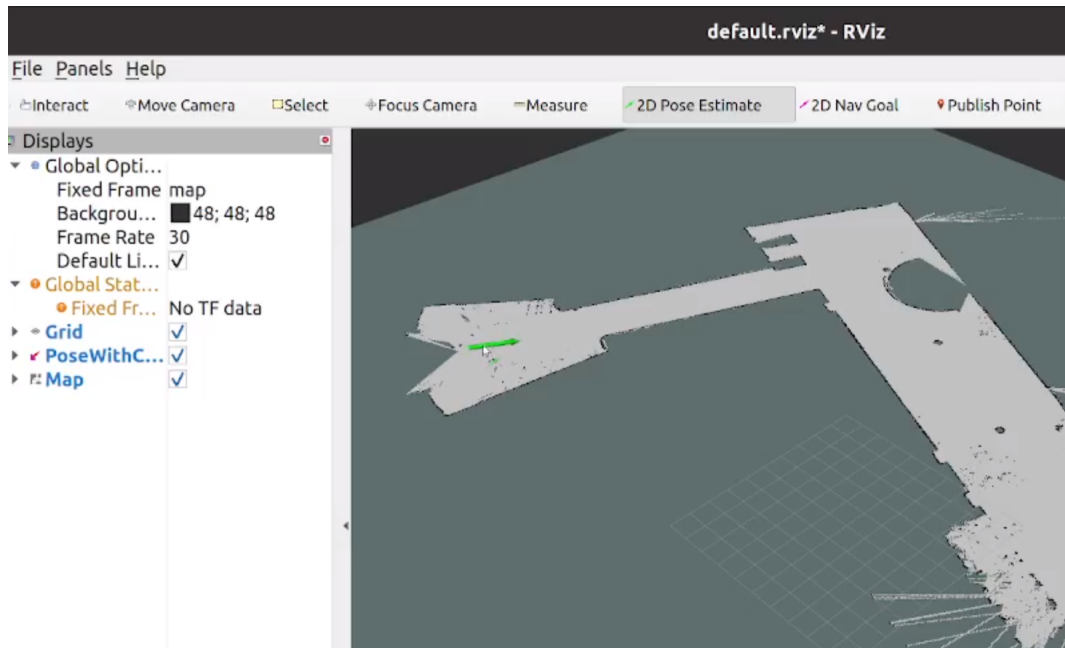 default.rviz* - RViz
File Panels Help
Interact Move Camera Select Focus Camera Measure 2D Pose Estimate 2D Nav Goal Publish Point
Displays
Global Opti...
Fixed Frame map
Backgrou... 48; 48; 48
Frame Rate 30
Default Li...
Global Stat...
Fixed Fr... No TF data
Grid
PoseWithC...
Map